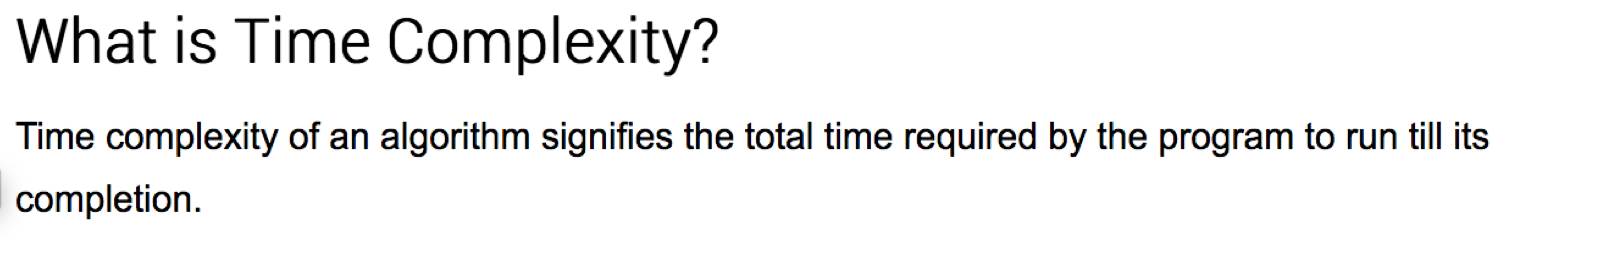 What is Time Complexity?
Time complexity of an algorithm signifies the total time required by the program to run till its
completion.